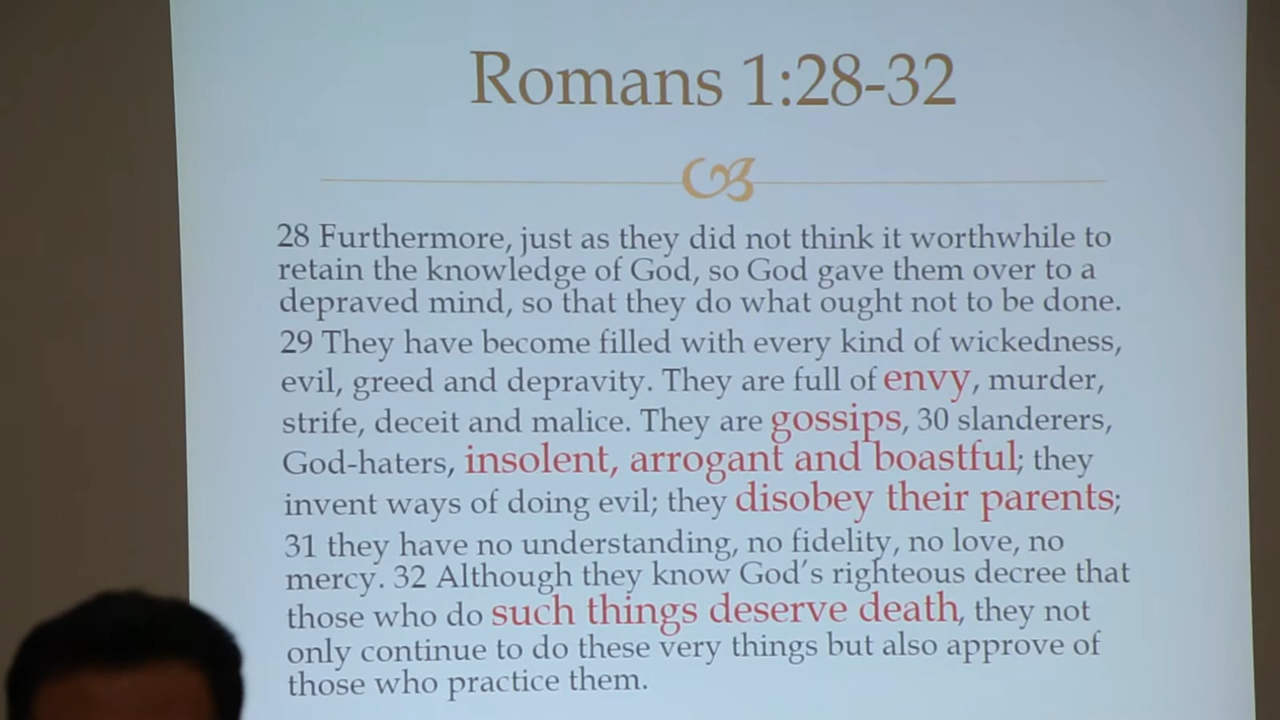 Romans 1:28-32
28 Furthermore, just as they did not think it worthwhile to
retain the knowledge of God, so God gave them over to a
depraved mind, so that they do what ought not to be done.
29 They have become filled with every kind of wickedness,
evil, greed and depravity. They are full of envy, murder,
strife, deceit and malice. They are gossips, 30 slanderers,
God-haters, insolent, arrogant and boastful; they
invent ways of doing evil; they disobey their parents;
31 they have no understanding, no fidelity, no love, no
mercy. 32 Although they know God's righteous decree that
those who do such things deserve death, they not
only continue to do these very things but also approve of
those who practice them.